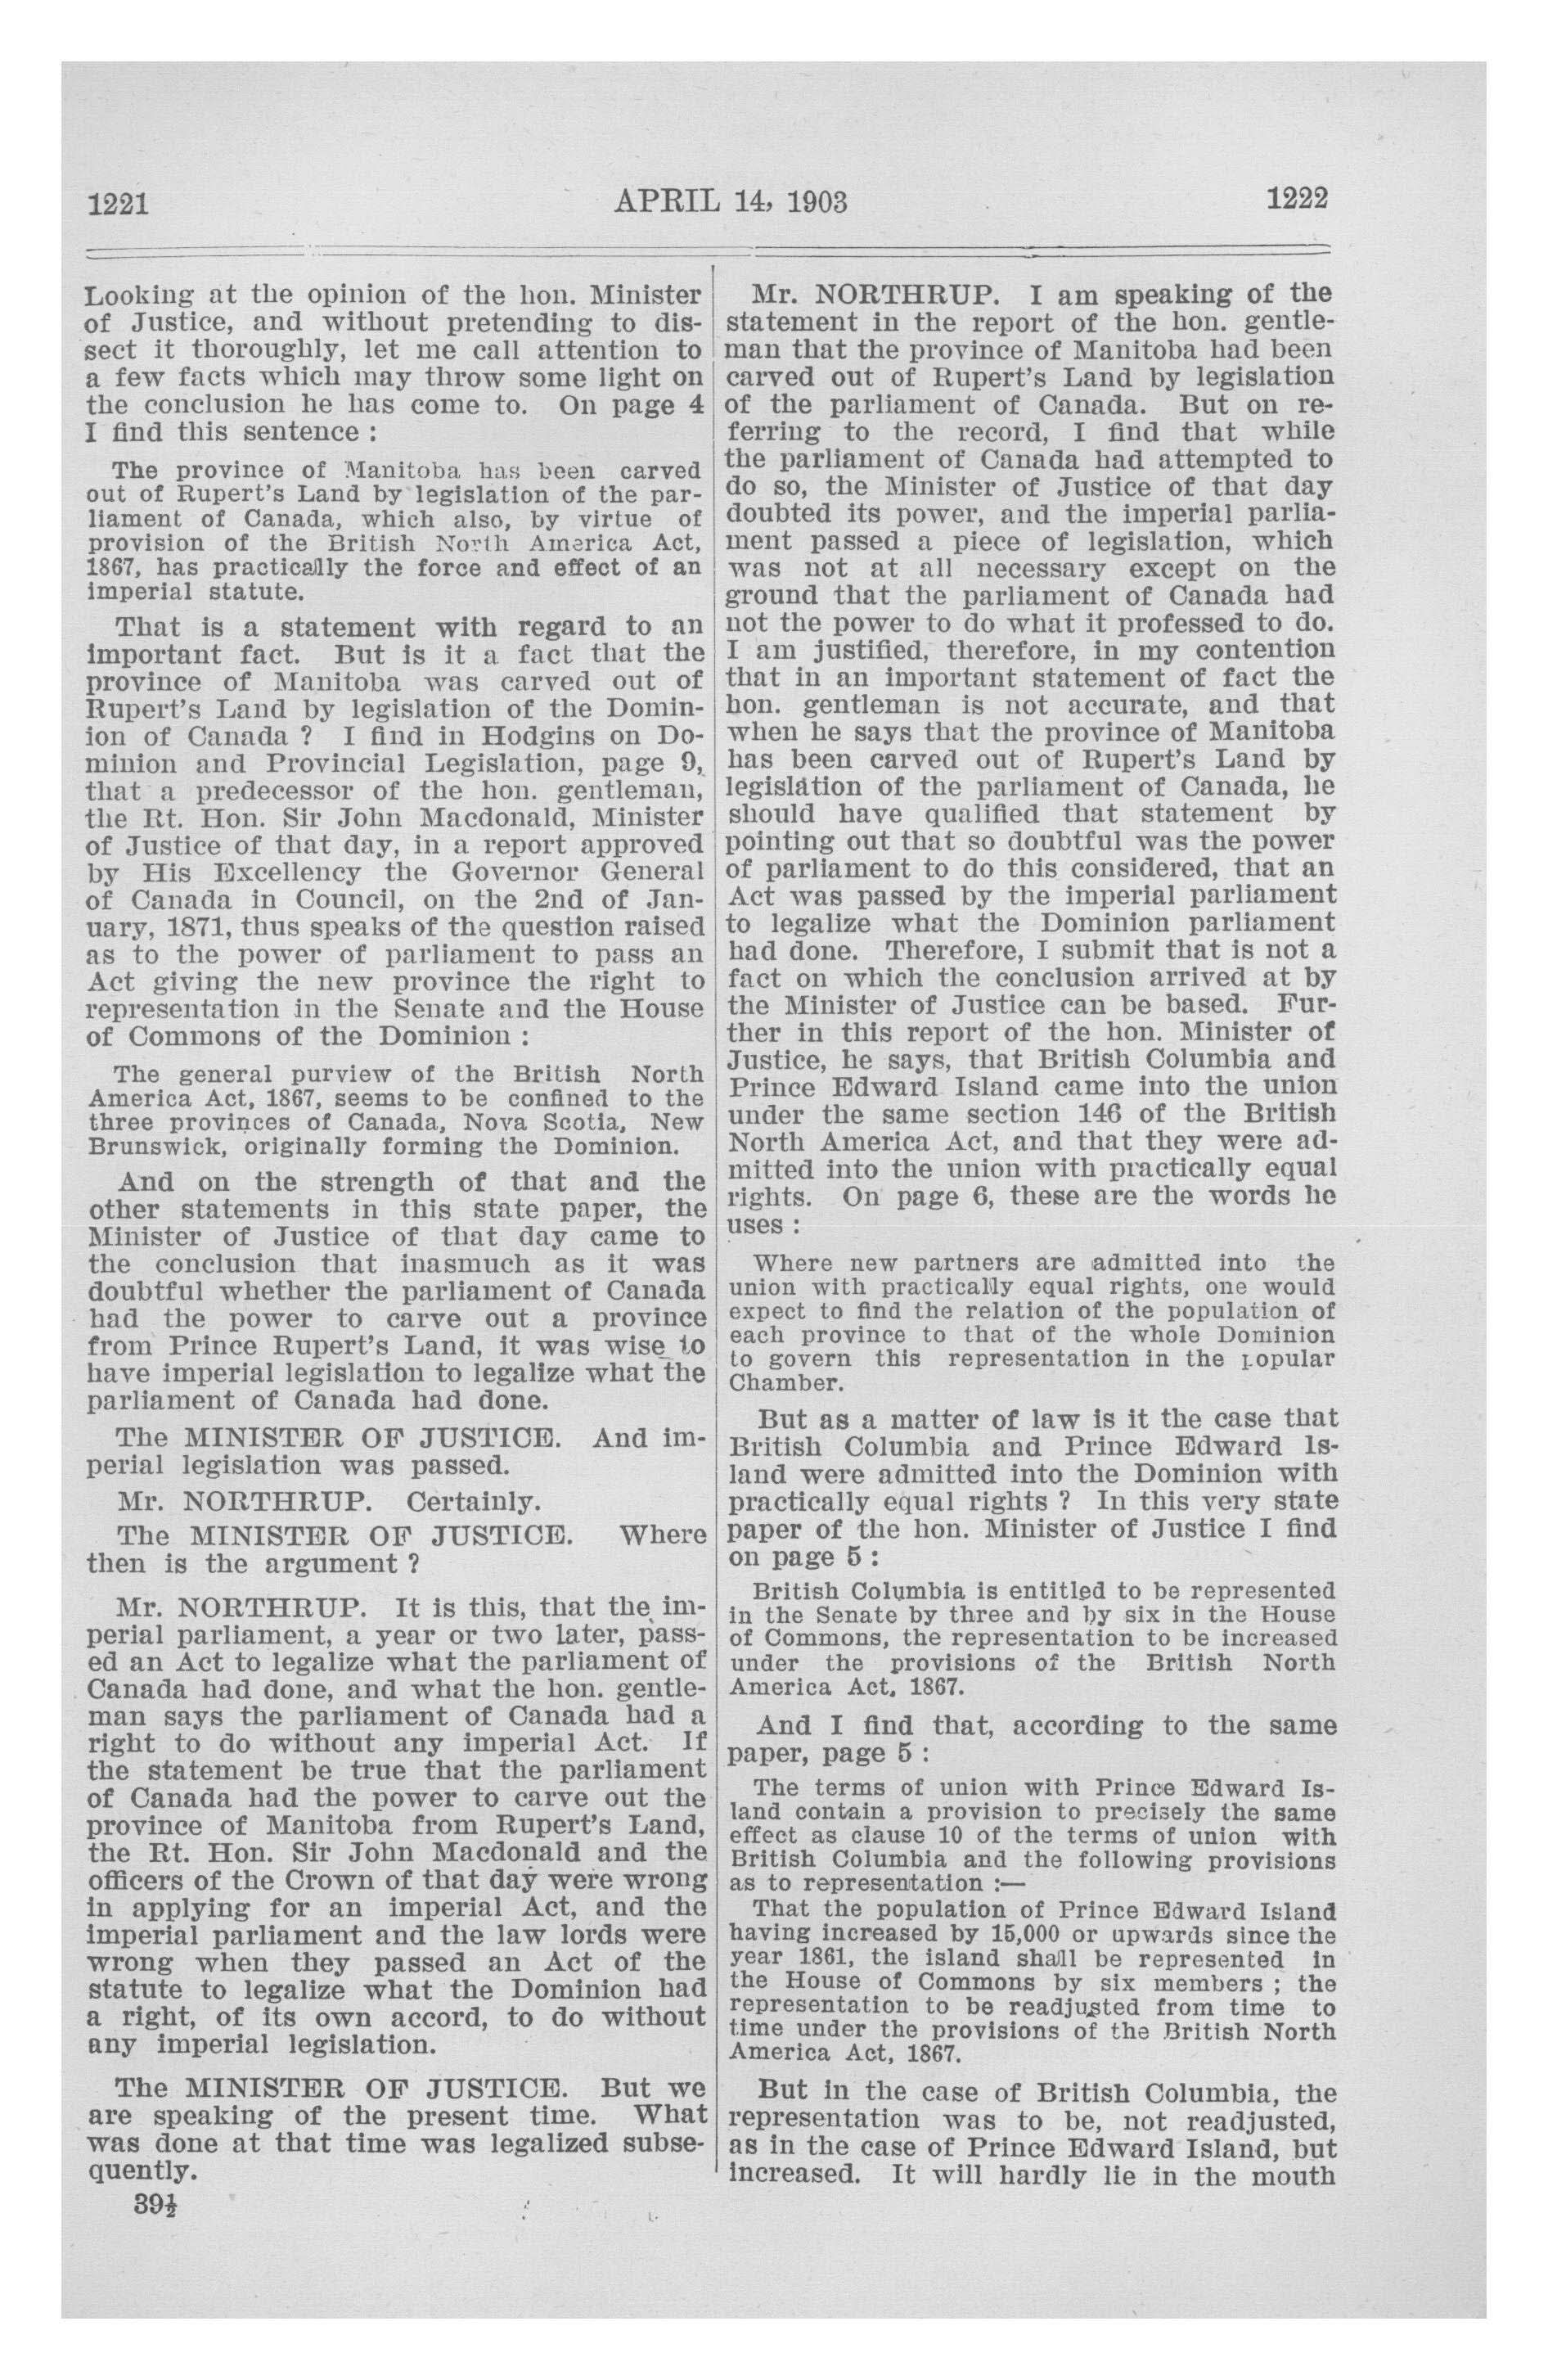 1221
APRIL 14, 1903
1222
Looking at the opinion of the hon. Minister
of Justice, and without pretending to dis-
sect it thoroughly, let me call attention to
a few facts which may throw some light on
the conclusion he has come to. On page 4
I find this sentence :
The province of Manitoba has been carved
out of Rupert's Land by legislation of the par-
liament of Canada, which also, by virtue of
provision of the British North America Act,
1867, has practically the force and effect of an
imperial statute.
That is a statement with regard to an
important fact. But is it a fact that the
province of Manitoba was carved out of
Rupert's Land by legislation of the Domin-
ion of Canada ? I find in Hodgins on Do-
minion and Provincial Legislation, page 9,
that a predecessor of the hon. gentleman,
the Rt. Hon. Sir John Macdonald, Minister
of Justice of that day, in a report approved
by His Excellency the Governor General
of Canada in Council, on the 2nd of Jan-
uary, 1871, thus speaks of the question raised
as to the power of parliament to pass an
Act giving the new province the right to
representation in the Senate and the House
of Commons of the Dominion :
The general purview of the British North
America Act, 1867, seems to be confined to the
three provinces of Canada, Nova Scotia, New
Brunswick, originally forming the Dominion.
And on the strength of that and the
other statements in this state paper, the
Minister of Justice of that day came to
the conclusion that inasmuch as it was
doubtful whether the parliament of Canada
had the power to carve out a province
from Prince Rupert's Land, it was wise to
have imperial legislation to legalize what the
parliament of Canada had done.
The MINISTER OF JUSTICE. And im-
perial legislation was passed.
Mr. NORTHRUP. Certainly.
The MINISTER OF JUSTICE. Where
then is the argument ?
Mr. NORTHRUP. It is this, that the im-
perial parliament, a year or two later, pass-
ed an Act to legalize what the parliament of
Canada had done, and what the hon. gentle-
man says the parliament of Canada had a
right to do without any imperial Act. If
the statement be true that the parliament
of Canada had the power to carve out the
province of Manitoba from Rupert's Land,
the Rt. Hon. Sir John Macdonald and the
officers of the Crown of that day were wrong
in applying for an imperial Act, and the
imperial parliament and the law lords were
wrong when they passed an Act of the
statute to legalize what the Dominion had
a right, of its own accord, to do without
any imperial legislation.
The MINISTER OF JUSTICE. But we
are speaking of the present time. What
was done at that time was legalized subse-
quently.
39½
Mr. NORTHRUP. I am speaking of the
statement in the report of the hon. gentle-
man that the province of Manitoba had been
carved out of Rupert's Land by legislation
of the parliament of Canada. But on re-
ferring to the record, I find that while
the parliament of Canada had attempted to
do so, the Minister of Justice of that day
doubted its power, and the imperial parlia-
ment passed a piece of legislation, which
was not at all necessary except on the
ground that the parliament of Canada had
not the power to do what it professed to do.
I am justified, therefore, in my contention
that in an important statement of fact the
hon. gentleman is not accurate, and that
when he says that the province of Manitoba
has been carved out of Rupert's Land by
legislation of the parliament of Canada, he
should have qualified that statement by
pointing out that so doubtful was the power
of parliament to do this considered, that an
Act was passed by the imperial parliament
to legalize what the Dominion parliament
had done. Therefore, I submit that is not a
fact on which the conclusion arrived at by
the Minister of Justice can be based. Fur-
ther in this report of the hon. Minister of
Justice, he says, that British Columbia and
Prince Edward Island came into the union
under the same section 146 of the British
North America Act, and that they were ad-
mitted into the union with practically equal
rights. On page 6, these are the words he
uses :
Where new partners are admitted into the
union with practically equal rights, one would
expect to find the relation of the population of
each province to that of the whole Dominion
to govern this representation in the popular
Chamber.
But as a matter of law is it the case that
British Columbia and Prince Edward Is-
land were admitted into the Dominion with
practically equal rights ? In this very state
paper of the hon. Minister of Justice I find
on page 5 :
British Columbia is entitled to be represented
in the Senate by three and by six in the House
of Commons, the representation to be increased
under the provisions of the British North
America Act, 1867.
And I find that, according to the same
paper, page 5 :
The terms of union with Prince Edward Is-
land contain a provision to precisely the same
effect as clause 10 of the terms of union with
British Columbia and the following provisions
as to representation :—
That the population of Prince Edward Island
having increased by 15,000 or upwards since the
year 1861, the island shall be represented in
the House of Commons by six members ; the
representation to be readjusted from time to
time under the provisions of the British North
America Act, 1867.
But in the case of British Columbia, the
representation was to be, not readjusted,
as in the case of Prince Edward Island, but
increased. It will hardly lie in the mouth